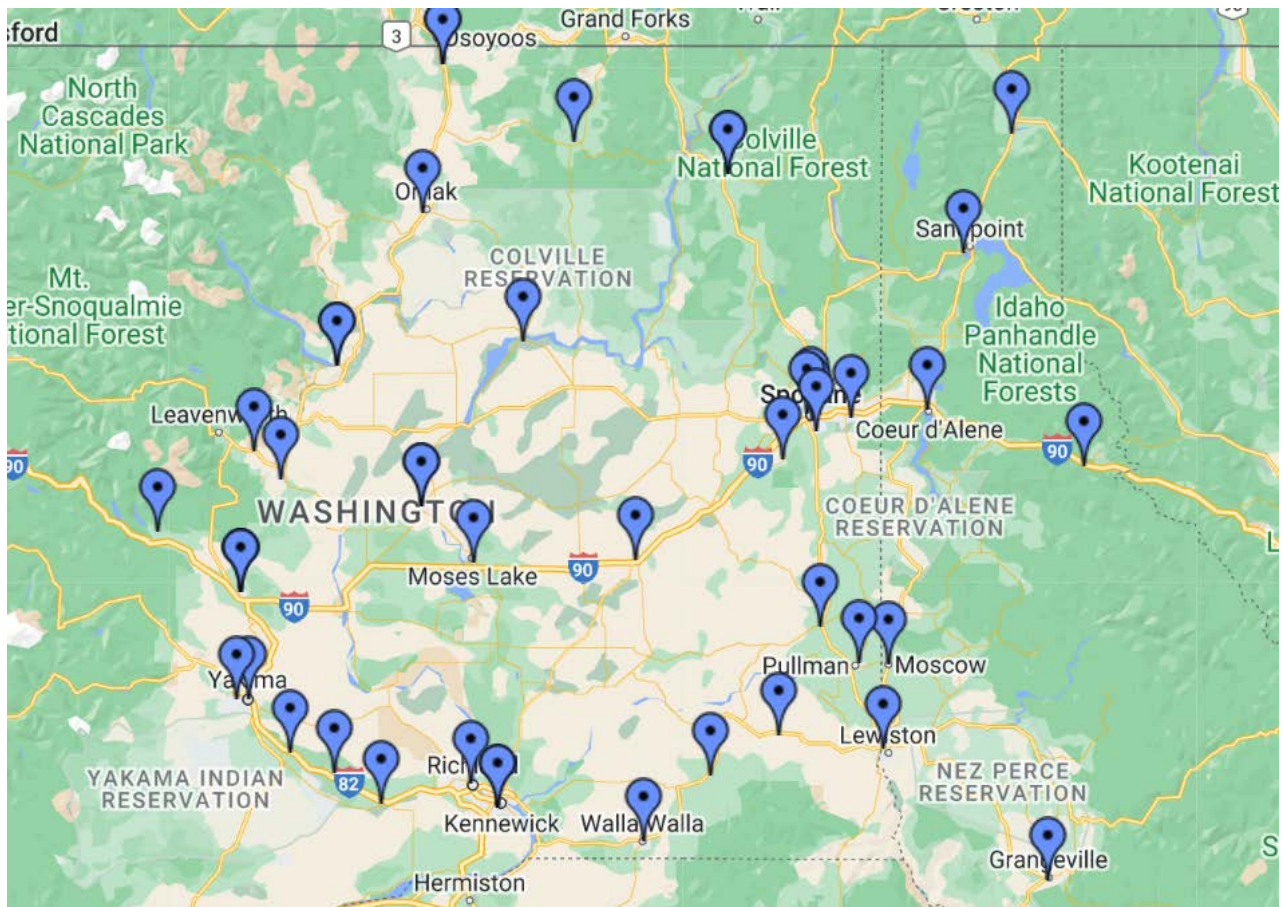 sford
3
Osoyoos
Grand Forks
North
Cascades
National Park
Colville
National Forest
Kootenai
National Forest
Omak
Sandpoint
COLVILLE
RESERVATION
Mt.
er-Snoqualmie
tional Forest
Idaho
Panhandle
National
Forests
Leavenworth
Spokane
Coeur d'Alene
90
90
90
WASHINGTON
COEUR D'ALENE
RESERVATION
Moses Lake
90
90
L
Pullman
Moscow
Yakima
Lewiston
YAKAMA INDIAN
RESERVATION
82
Richland
NEZ PERCE
RESERVATION
Kennewick
Walla Walla
Grangeville
S
Hermiston